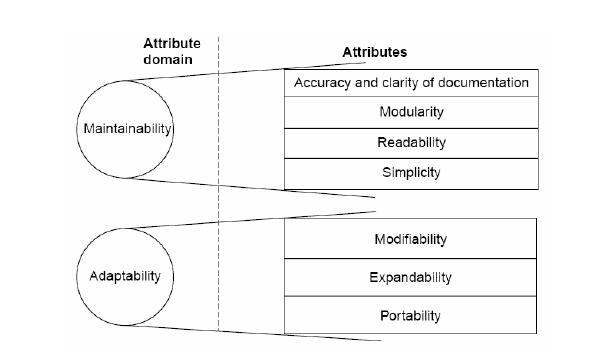 Attribute
domain
Attributes
Maintainability
Accuracy and clarity of documentation
Modularity
Readability
Simplicity
Adaptability
Modifiability
Expandability
Portability